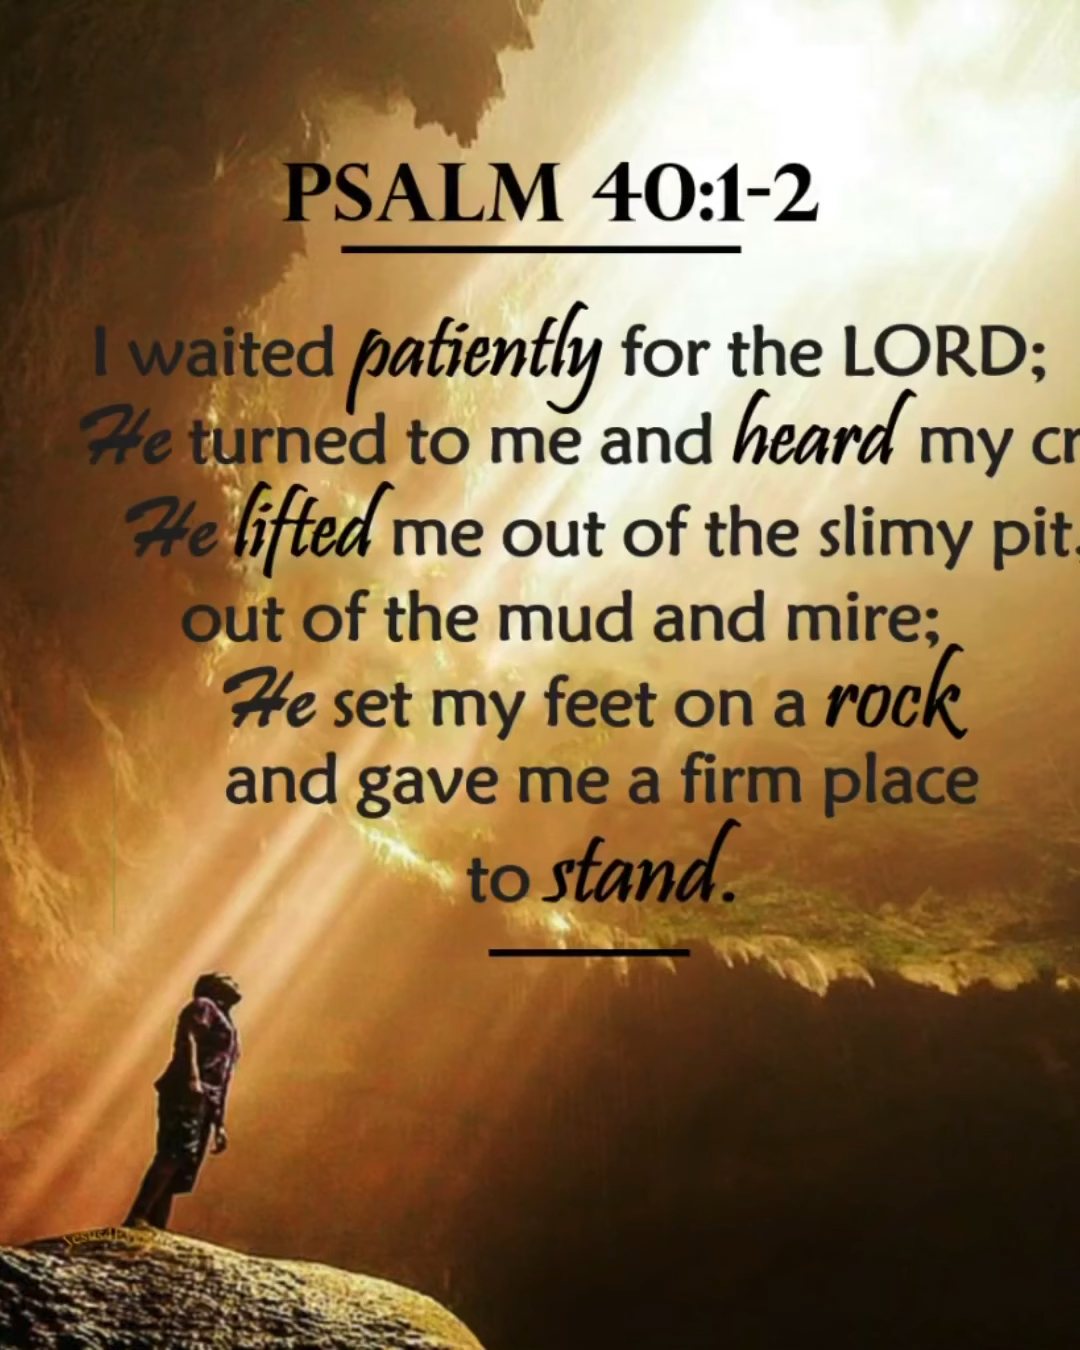 PSALM 40:1-2
I waited patiently for the LORD;
He turned to me and heard my cr
He lifted me out of the slimy pit,
out of the mud and mire;
He set my feet on a rock
and gave me a firm place
to stand.